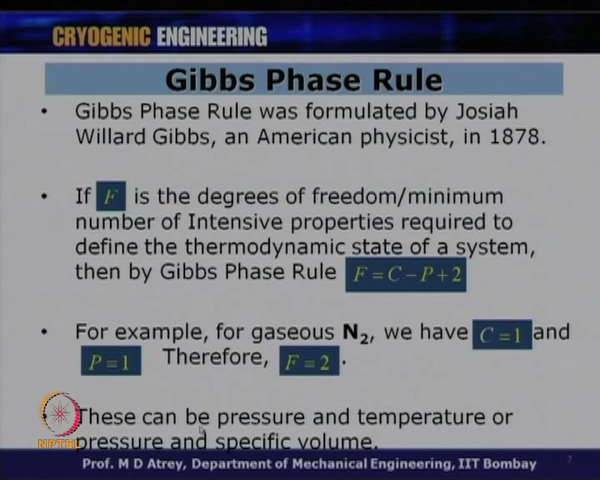 CRYOGENIC ENGINEERING
Gibbs Phase Rule
• Gibbs Phase Rule was formulated by Josiah
Willard Gibbs, an American physicist, in 1878.
• If F is the degrees of freedom/minimum
number of Intensive properties required to
define the thermodynamic state of a system,
then by Gibbs Phase Rule F = C − P + 2
• For example, for gaseous N₂, we have C = 1 and
P = 1 Therefore, F = 2 .
These can be pressure and temperature or
pressure and specific volume.
NPTEL
Prof. M D Atrey, Department of Mechanical Engineering, IIT Bombay 7